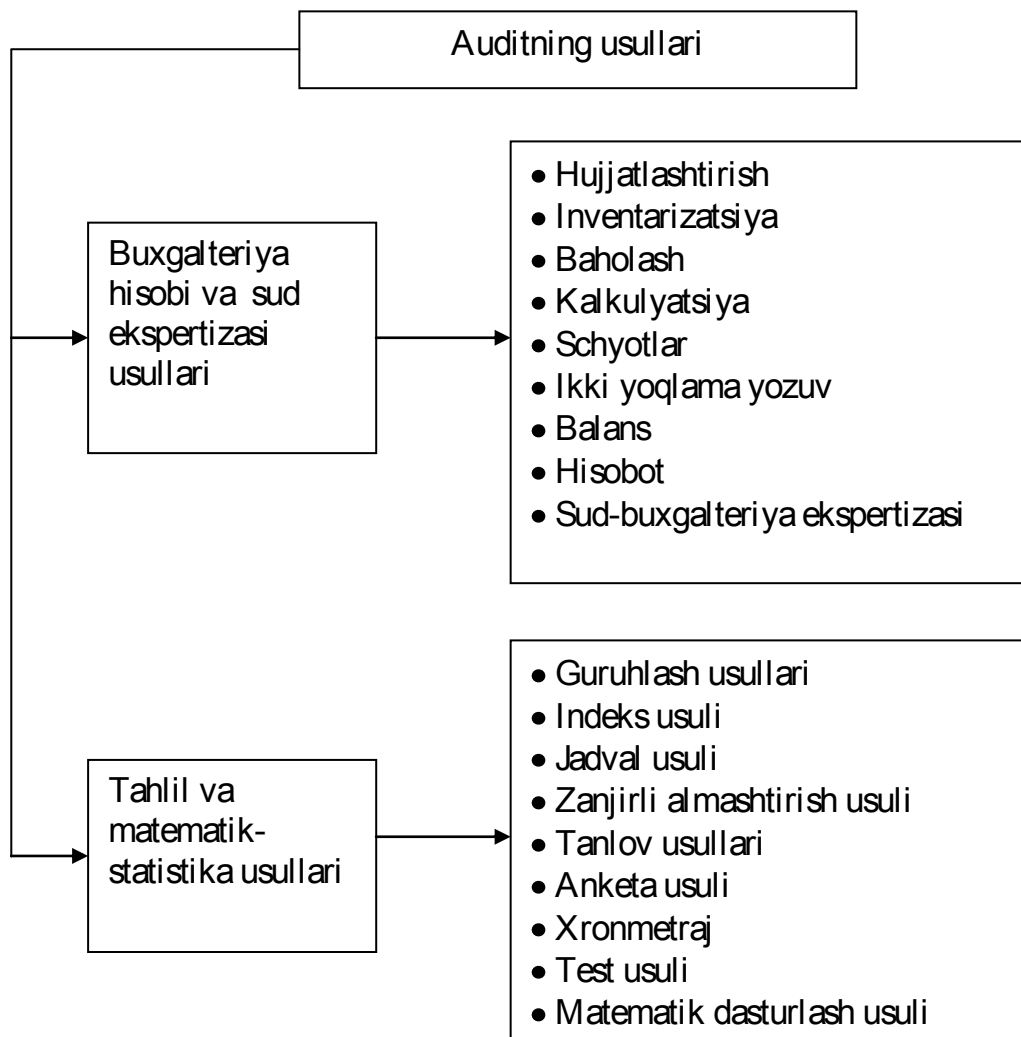 Auditning usullari
Buxgalteriya
hisobi va sud
ekspertizasi
usullari
• Hujjatlashtirish
• Inventarizatsiya
• Baholash
• Kalkulyatsiya
• Schyotlar
• Ikki yoqlama yozuv
• Balans
• Hisobot
• Sud-buxgalteriya ekspertizasi
Tahlil va
matematik-
statistika usullari
• Guruhlash usullari
• Indeks usuli
• Jadval usuli
• Zanjirli almashtirish usuli
• Tanlov usullari
• Anketa usuli
• Xronmetraj
• Test usuli
• Matematik dasturlash usuli